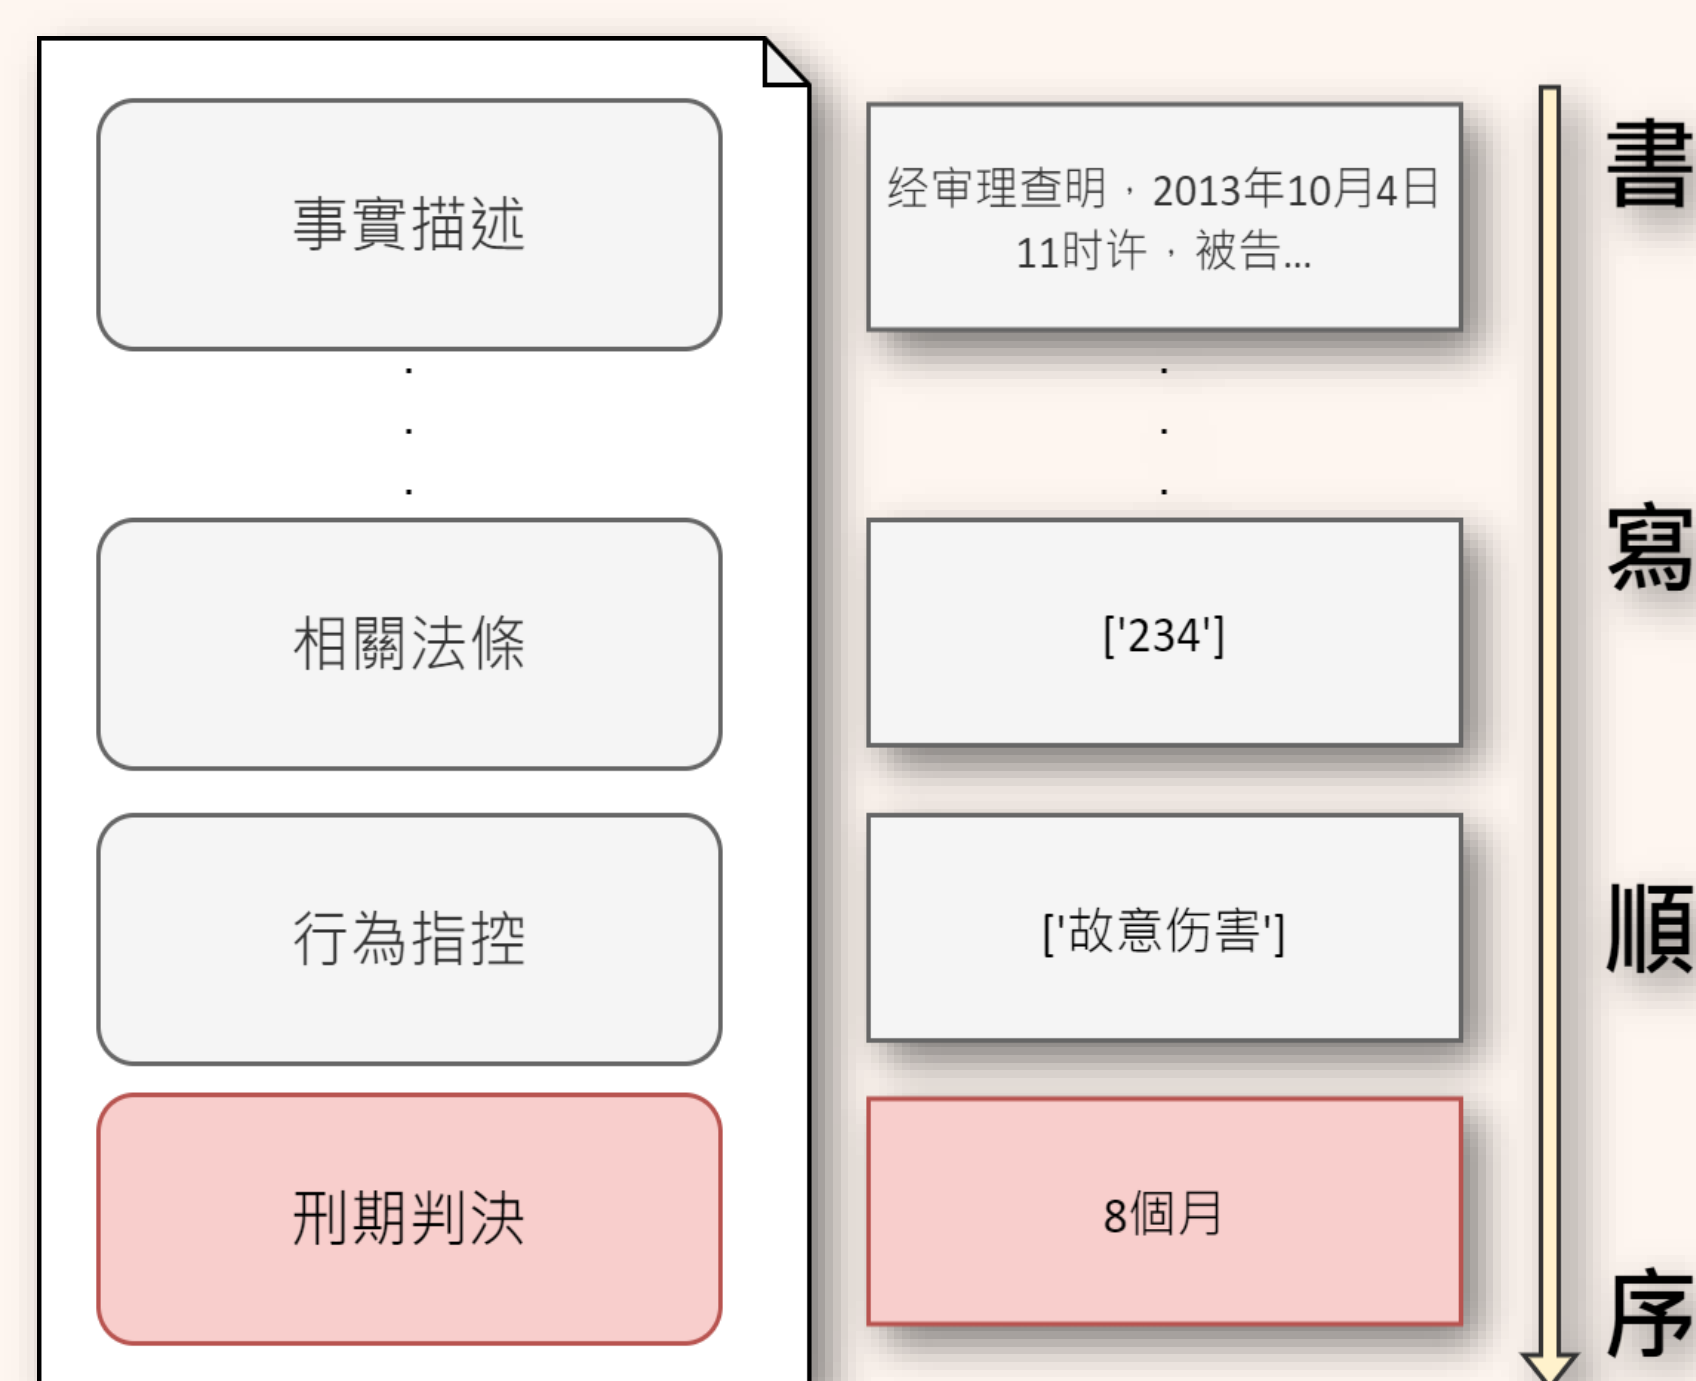 事實描述
经审理查明，2013年10月4日
11时许，被告...
.
.
.
.
.
.
相關法條
['234']
行為指控
['故意伤害']
刑期判決
8個月
書
寫
順
序